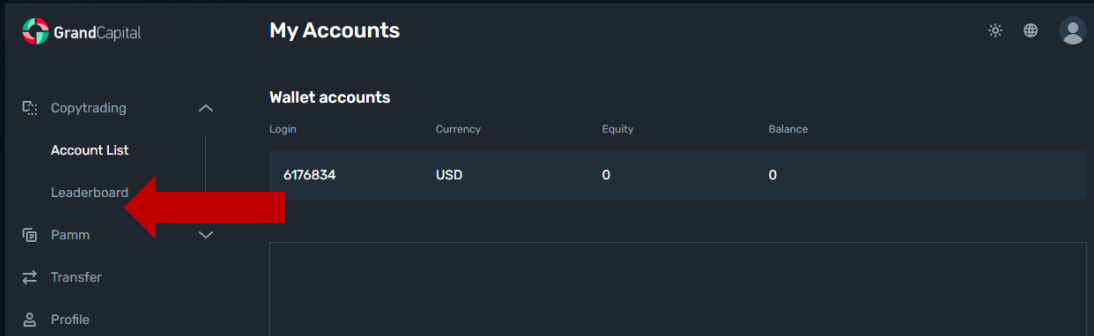 GrandCapital
My Accounts
Copytrading
Account List
Leaderboard
Pamm
Transfer
Profile
Wallet accounts
Login Currency Equity Balance
6176834 USD 0 0